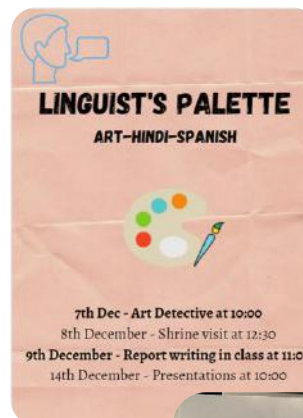 LINGUIST'S PALETTE
ART-HINDI-SPANISH
7th Dec - Art Detective at 10:00
8th December - Shrine visit at 12:30
9th December - Report writing in class at 11:0
14th December - Presentations at 10:00